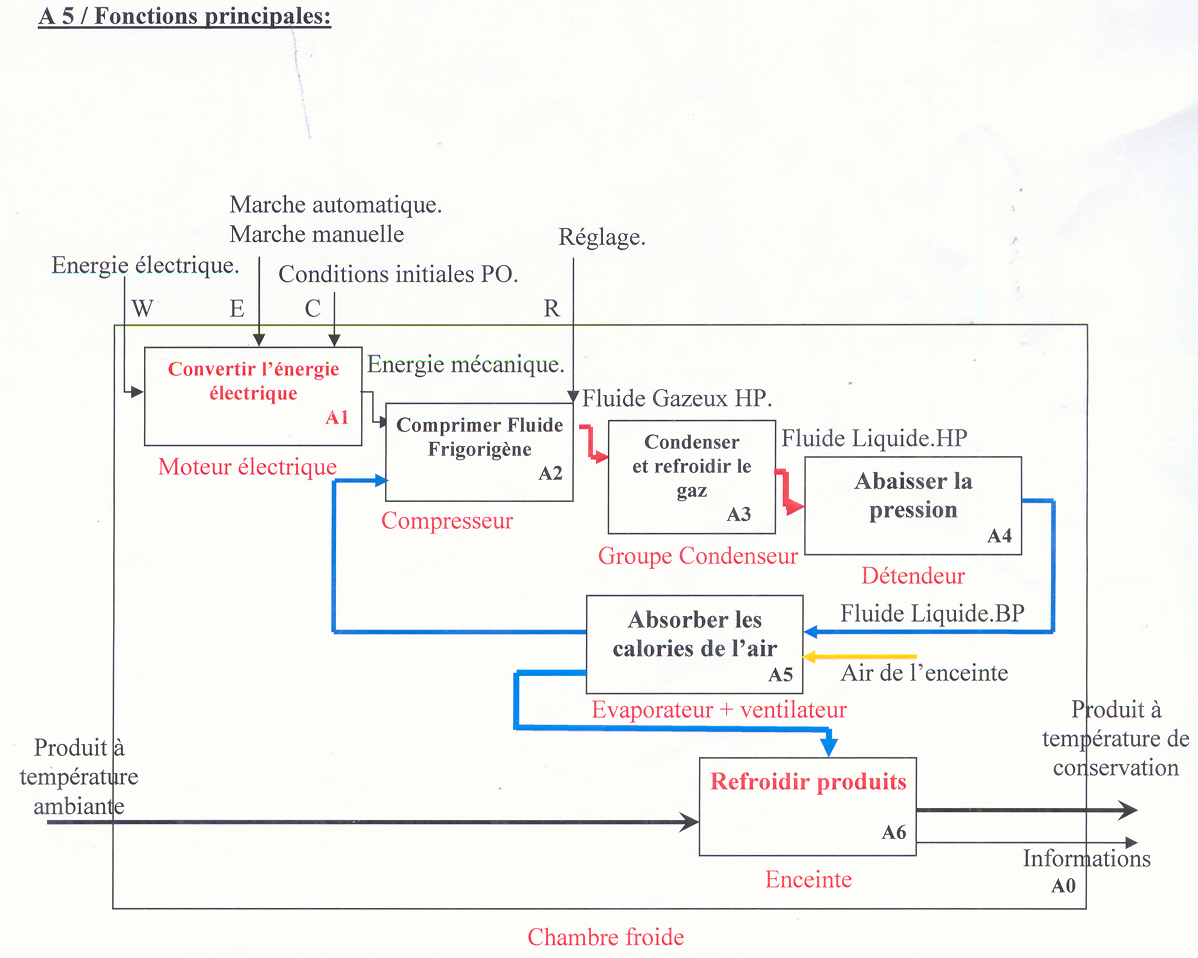 A 5 / Fonctions principales:
Marche automatique.
Marche manuelle
Réglage.
Energie électrique.
Conditions initiales PO.
W
E
C
R
Convertir l'énergie
électrique
A1
Energie mécanique.
Moteur électrique
Comprimer Fluide
Frigorigène
A2
Compresseur
Fluide Gazeux HP.
Condenser
et refroidir le
gaz
A3
Groupe Condenseur
Fluide Liquide.HP
Abaisser la
pression
A4
Détendeur
Fluide Liquide.BP
Absorber les
calories de l'air
A5
Air de l'enceinte
Evaporateur + ventilateur
Produit à
température
ambiante
Refroidir produits
A6
Enceinte
Produit à
température de
conservation
Informations
A0
Chambre froide